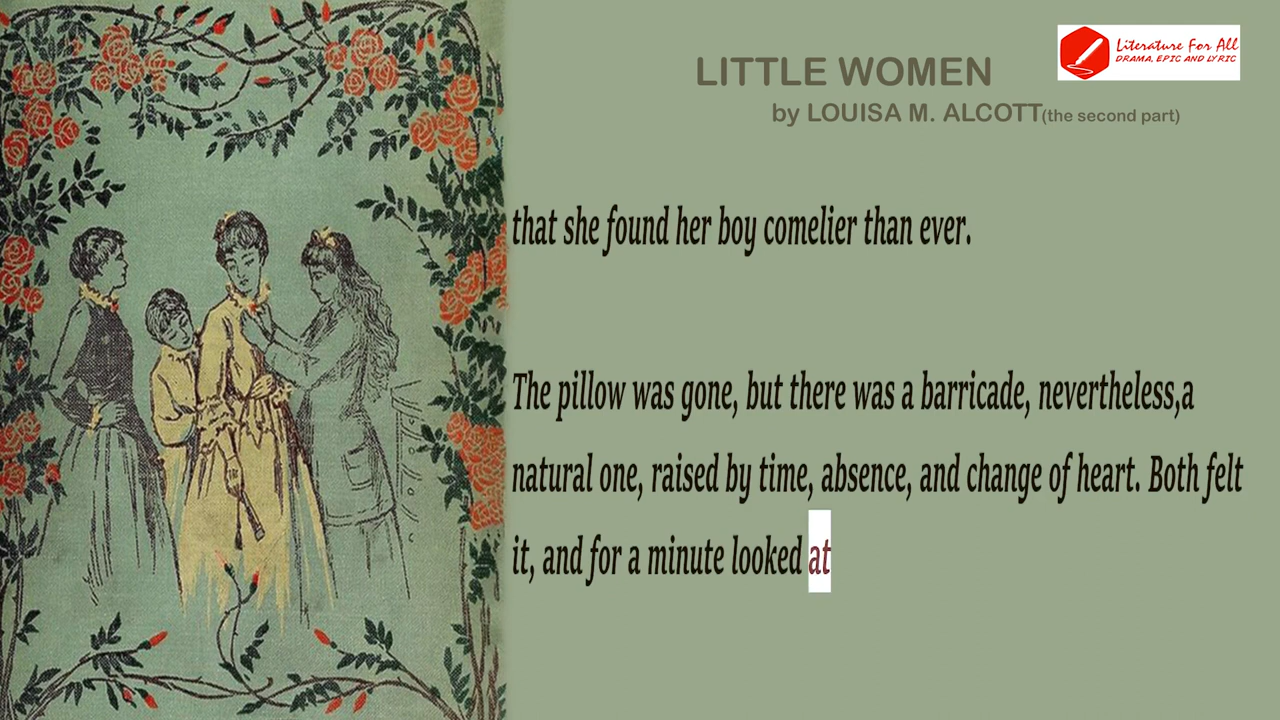 LITTLE WOMEN
by LOUISA M. ALCOTT(the second part)
Literature For All
DRAMA, EPIC AND LYRIC
that she found her boy comelier than ever.
The pillow was gone, but there was a barricade, nevertheless,a
natural one, raised by time, absence, and change of heart. Both felt
it, and for a minute looked at